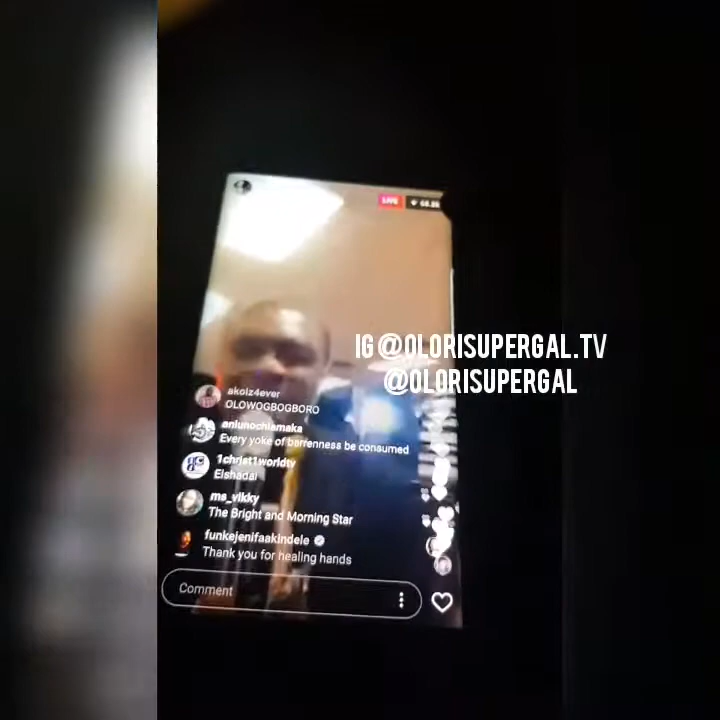 LIVE
IG @OLORISUPERGAL.TV
@OLORISUPERGAL
akoiz4ever
OLOWOGBOGBORO
aniunochiamaka
Every yoke of barrenness be consumed
1christ1worldtv
Elshadai
ms_vikky
The Bright and Morning Star
funkejenifaakindele
Thank you for healing hands
Comment